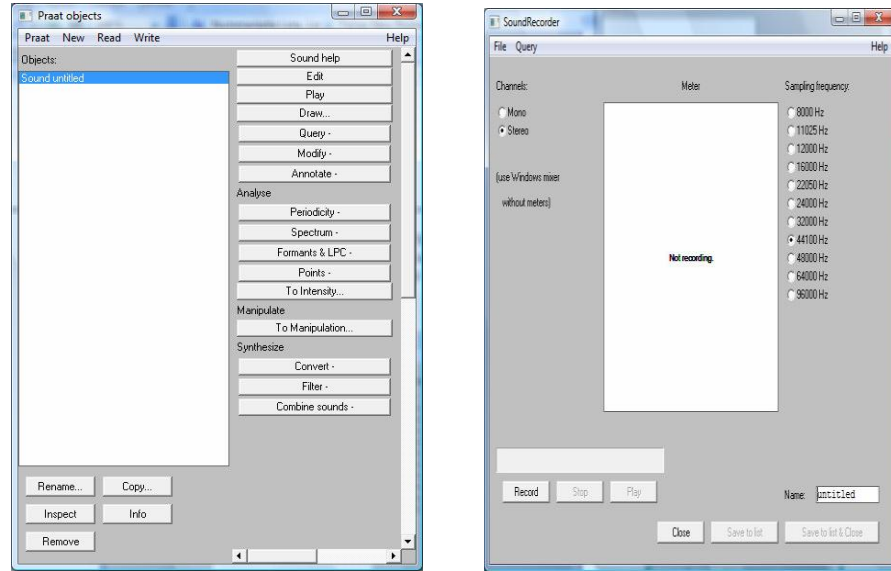 Praat objects
Praat New Read Write Help
Objects:
Sound untitled
Sound help
Edit
Play
Draw...
Query -
Modify -
Annotate -
Analyse
Periodicity -
Spectrum -
Formants & LPC -
Points -
To Intensity...
Manipulate
To Manipulation...
Synthesize
Convert -
Filter -
Combine sounds -
Rename... Copy...
Inspect Info
Remove
SoundRecorder
File Query Help
Channels: Meter Sampling frequency:
Mono
Stereo
(use Windows mixer
without meters)
Not recording.
8000 Hz
11025 Hz
12000 Hz
16000 Hz
22050 Hz
24000 Hz
32000 Hz
44100 Hz
48000 Hz
64000 Hz
96000 Hz
Record Stop Play
Name: untitled
Close Save to list Save to list & Close